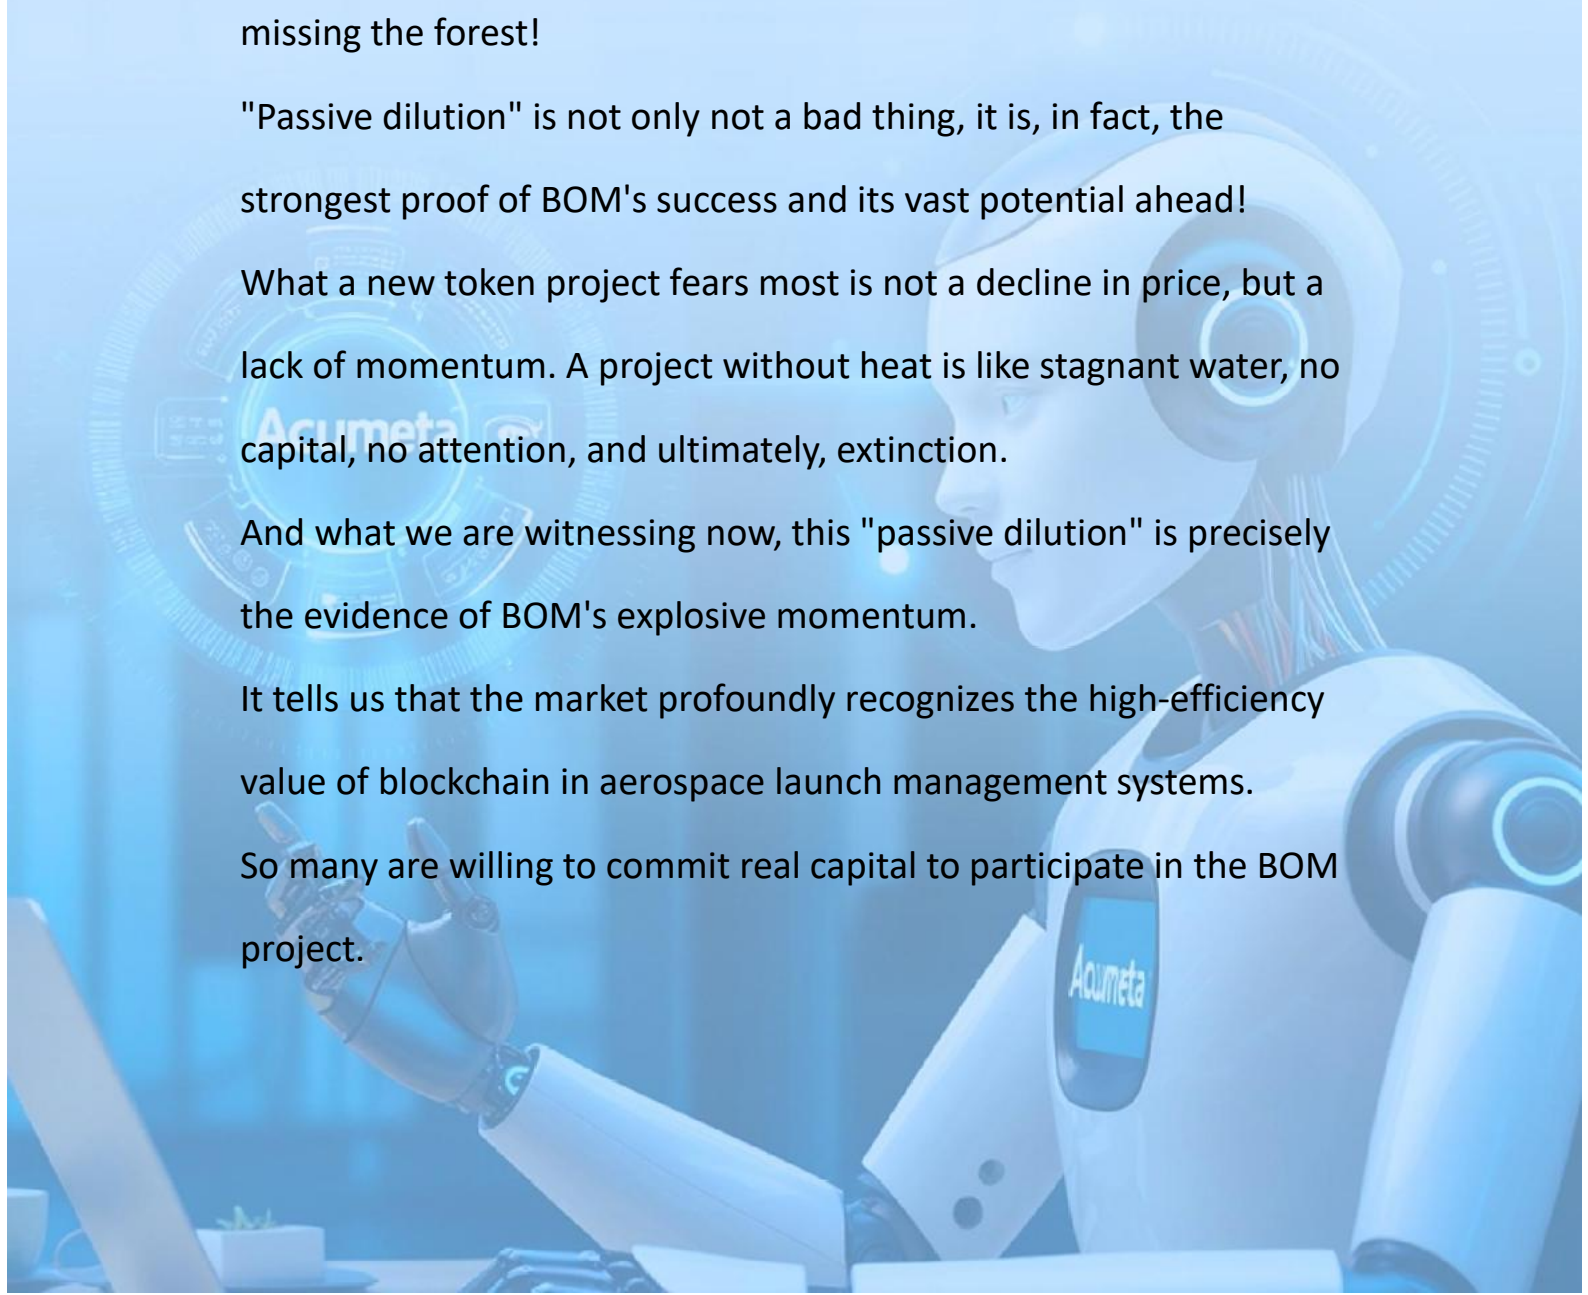 missing the forest!
"Passive dilution" is not only not a bad thing, it is, in fact, the
strongest proof of BOM's success and its vast potential ahead!
What a new token project fears most is not a decline in price, but a
lack of momentum. A project without heat is like stagnant water, no
capital, no attention, and ultimately, extinction.
Acumeta
And what we are witnessing now, this "passive dilution" is precisely
the evidence of BOM's explosive momentum.
It tells us that the market profoundly recognizes the high-efficiency
value of blockchain in aerospace launch management systems.
So many are willing to commit real capital to participate in the BOM
project.
Acumeta